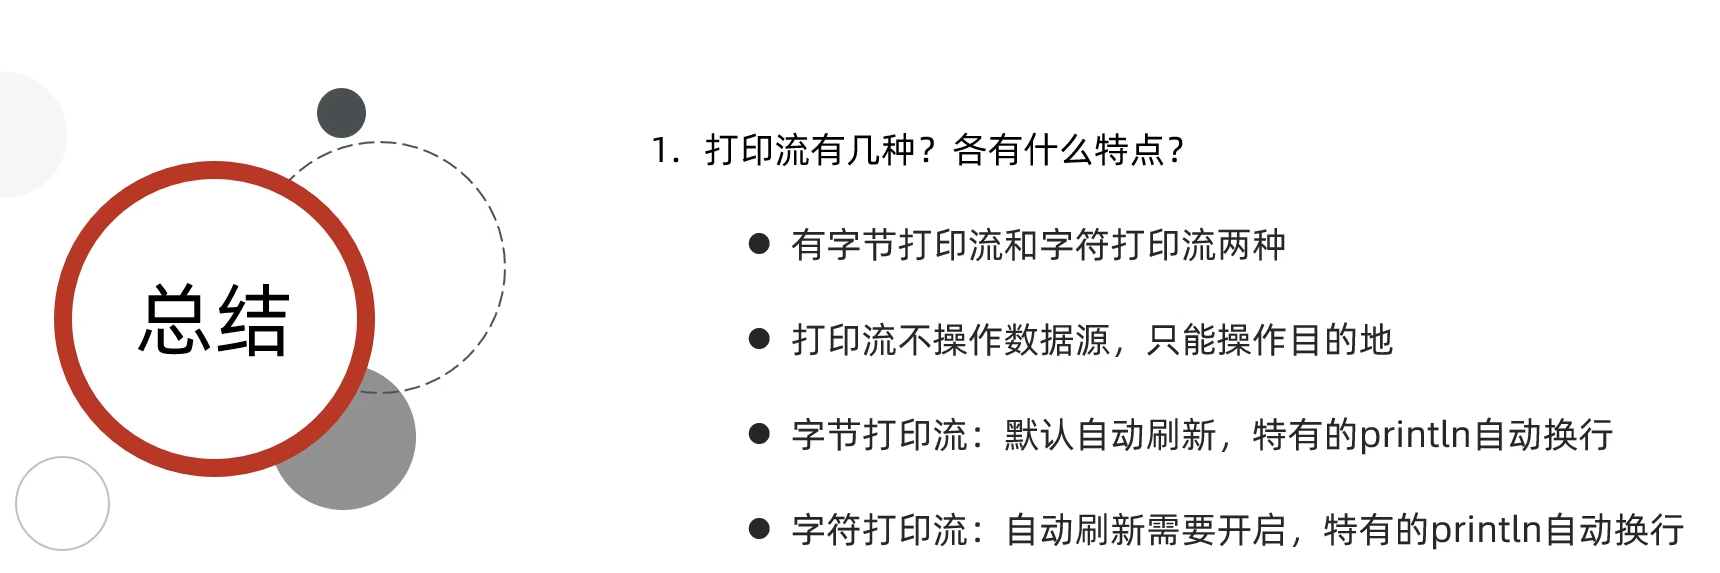 总结
1. 打印流有几种？各有什么特点？
● 有字节打印流和字符打印流两种
● 打印流不操作数据源，只能操作目的地
● 字节打印流：默认自动刷新，特有的println自动换行
● 字符打印流：自动刷新需要开启，特有的println自动换行